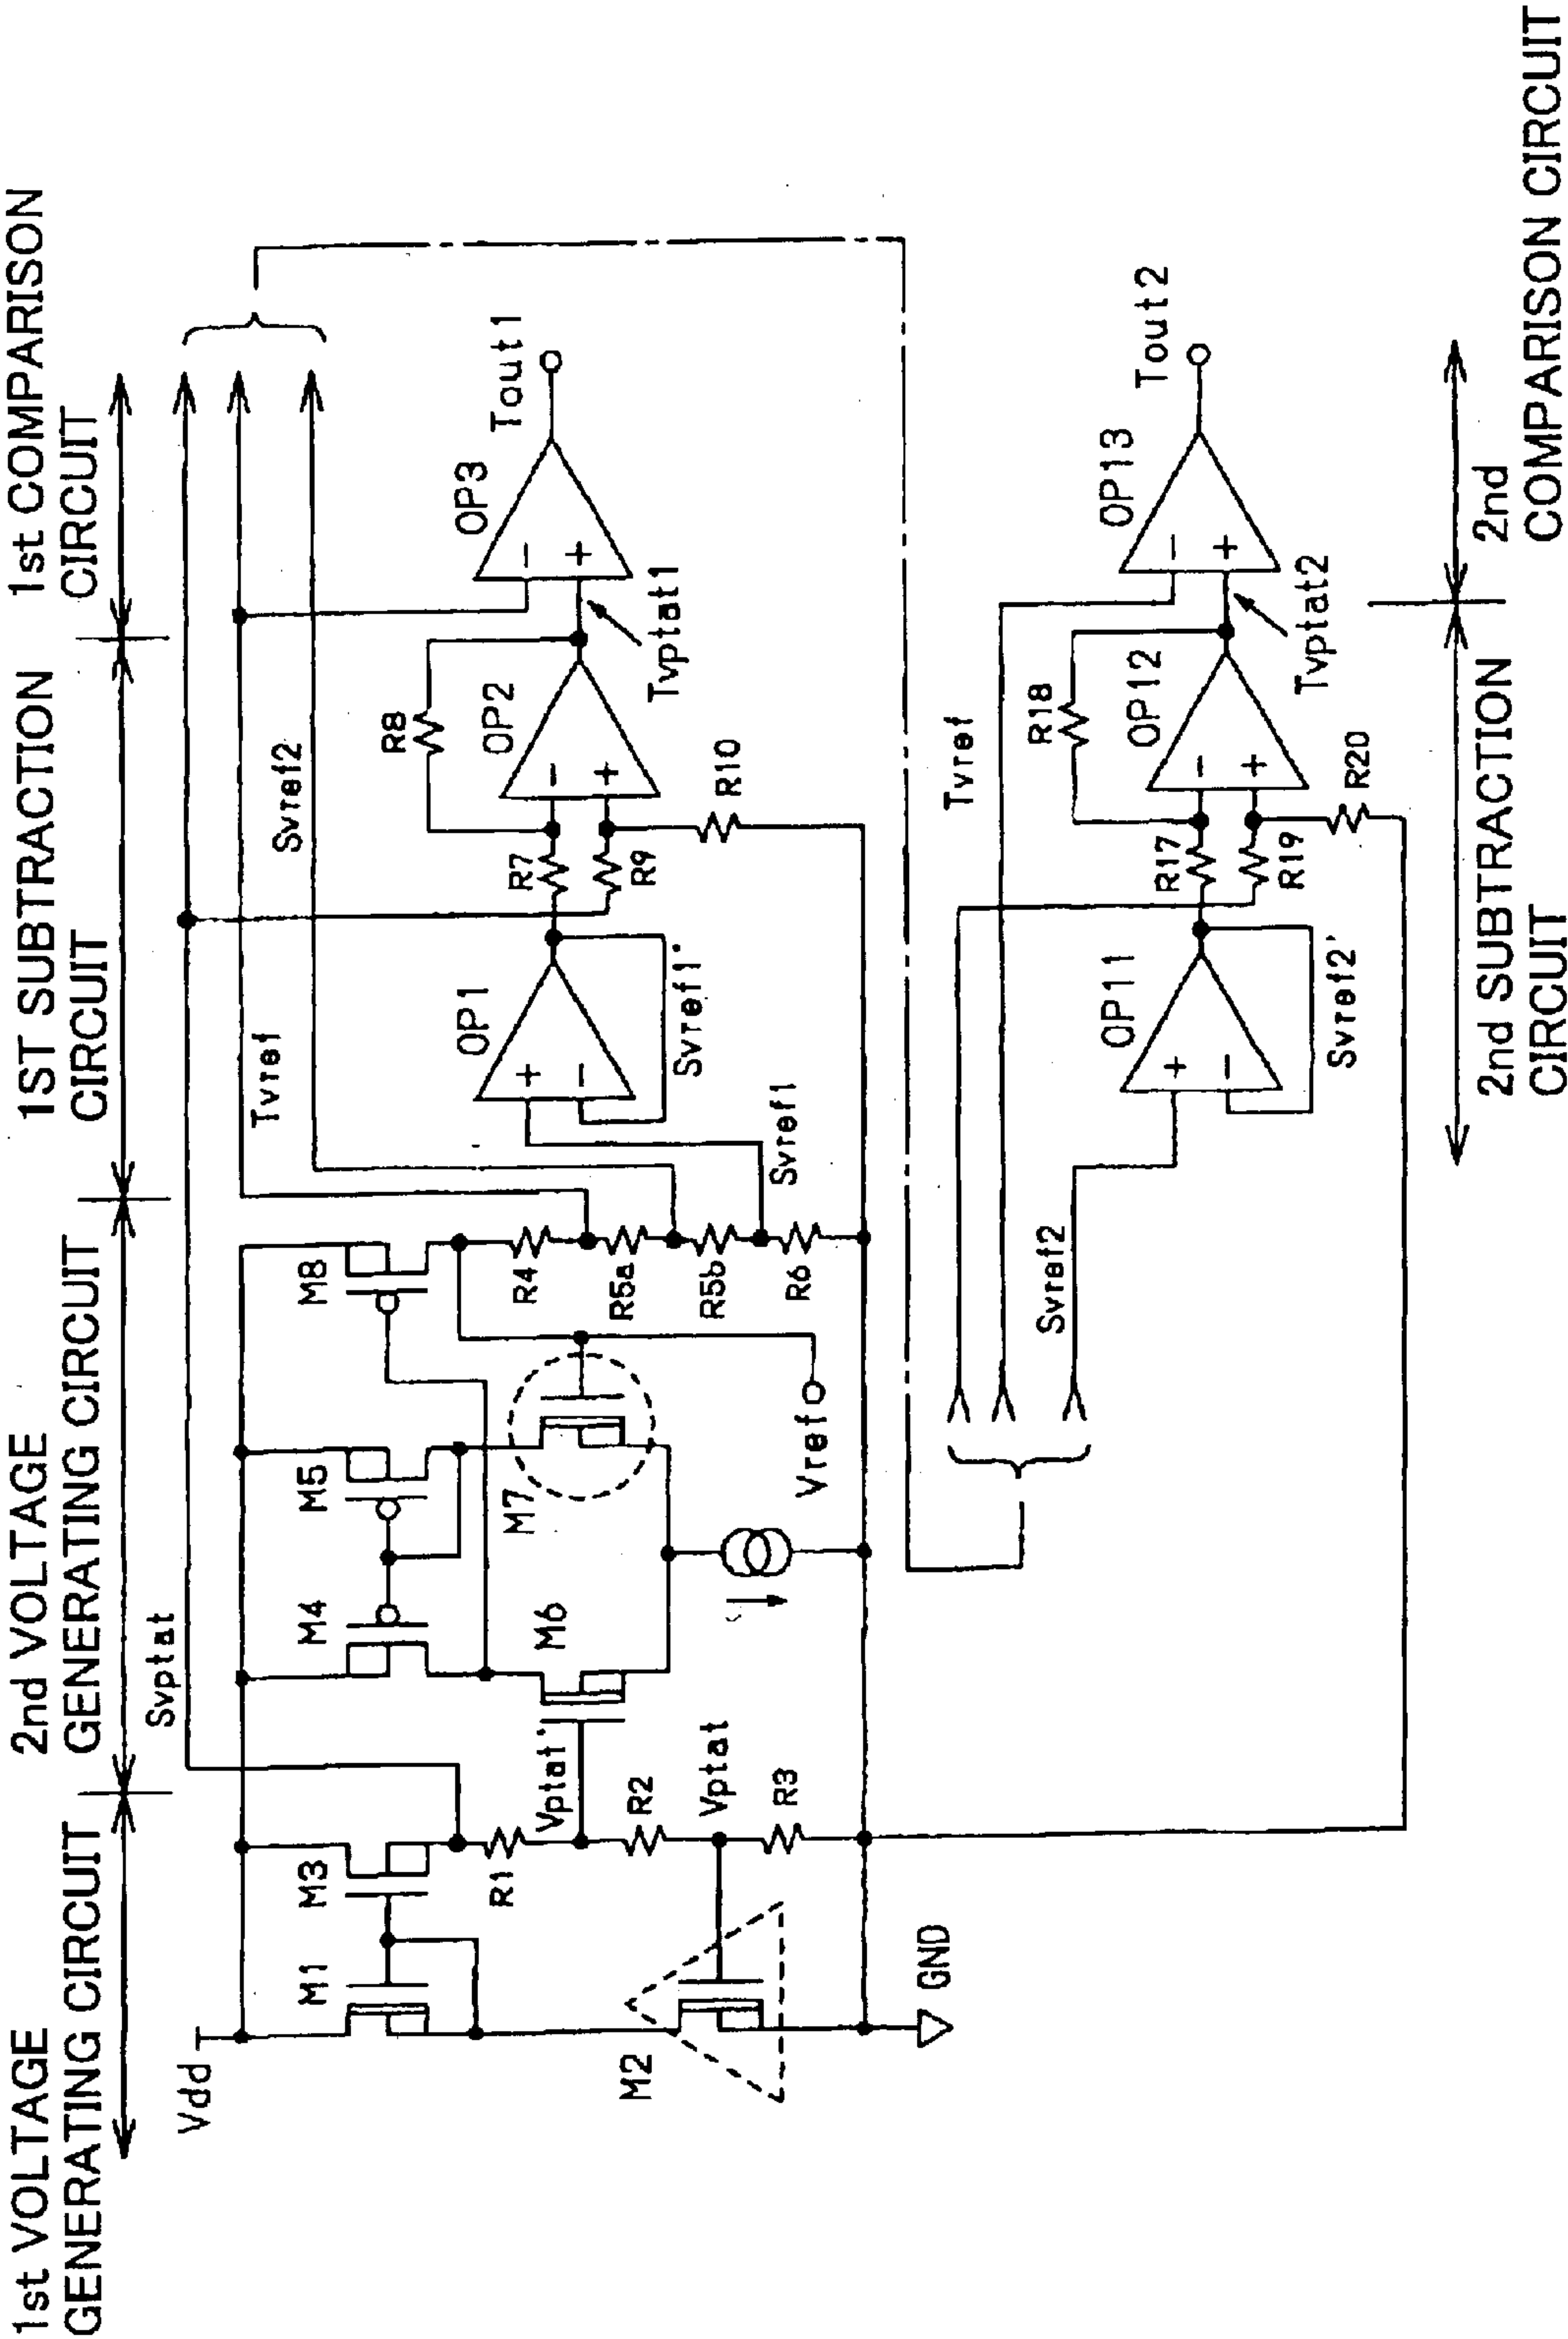 1st VOLTAGE
GENERATING CIRCUIT
2nd VOLTAGE
GENERATING CIRCUIT
1ST SUBTRACTION
CIRCUIT
1st COMPARISON
CIRCUIT
Svptat
Tvref
Svref2
Vdd
M1
M3
M4
M5
M8
R1
Vptat'
R2
Vptat
R3
M2
GND
M6
M7
Vref
R4
R5a
R5b
R6
Svref1
OP1
Svref1'
R7
R9
R8
OP2
R10
Tvptat1
OP3
Tout1
- +
+ -
- +
Svref2
Tvref
OP11
+ -
Svref2'
R17
R19
R18
OP12
- +
R20
Tvptat2
OP13
- +
Tout2
2nd SUBTRACTION
CIRCUIT
2nd
COMPARISON CIRCUIT